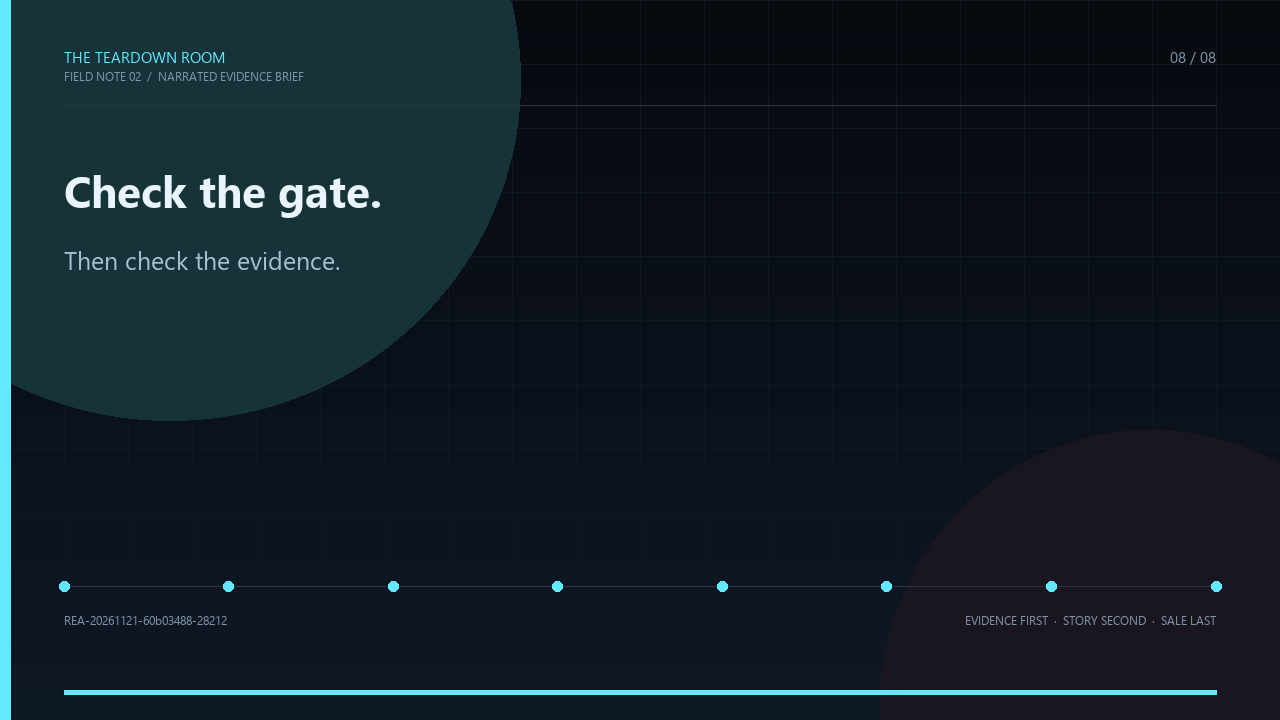 THE TEARDOWN ROOM
08 / 08
FIELD NOTE 02 / NARRATED EVIDENCE BRIEF
Check the gate.
Then check the evidence.
REA-20261121-60b03488-28212
EVIDENCE FIRST · STORY SECOND · SALE LAST